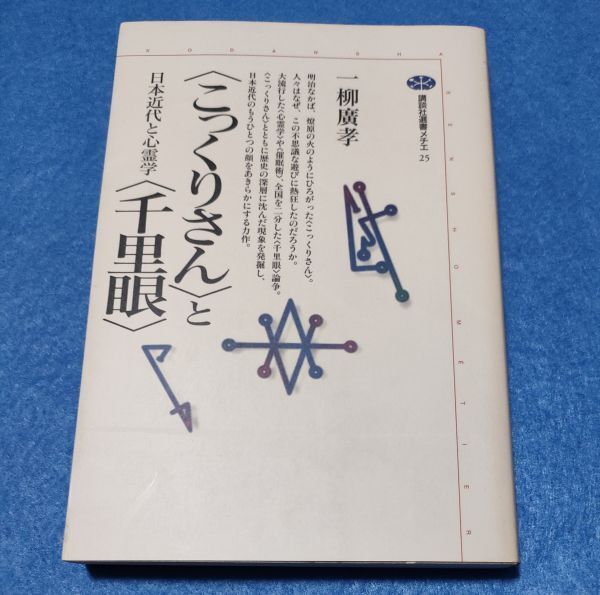 KODANSHA
SENSHO METIER
講談社選書メチエ
25
一柳廣孝
明治なかば、燎原の火のようにひろがった〈こっくりさん〉。
人々はなぜ、この不思議な遊びに熱狂したのだろうか。
大流行した〈心霊学〉や〈催眠術〉、全国を二分した〈千里眼〉論争。
〈こっくりさん〉とともに歴史の深層に沈んだ現象を発掘し、
日本近代のもうひとつの顔をあきらかにする力作。
〈こっくりさん〉と
〈千里眼〉
日本近代と心霊学